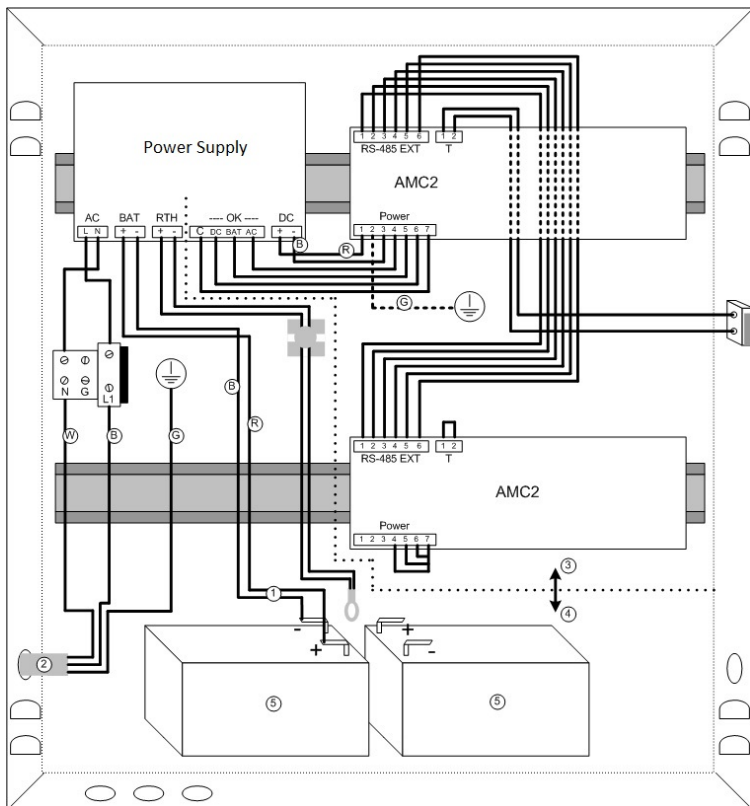 1 2 3 4 5 6
RS-485 EXT
1 2
T
Power Supply
AMC2
AC BAT RTH ---- OK ---- DC
L N + - + - C DC BAT AC + -
Power
1 2 3 4 5 6 7
B
R
G
N G
L1
W
B
G
B
R
1 2 3 4 5 6
RS-485 EXT
1 2
T
AMC2
Power
1 2 3 4 5 6 7
3
1
4
- +
+ -
2
5
5